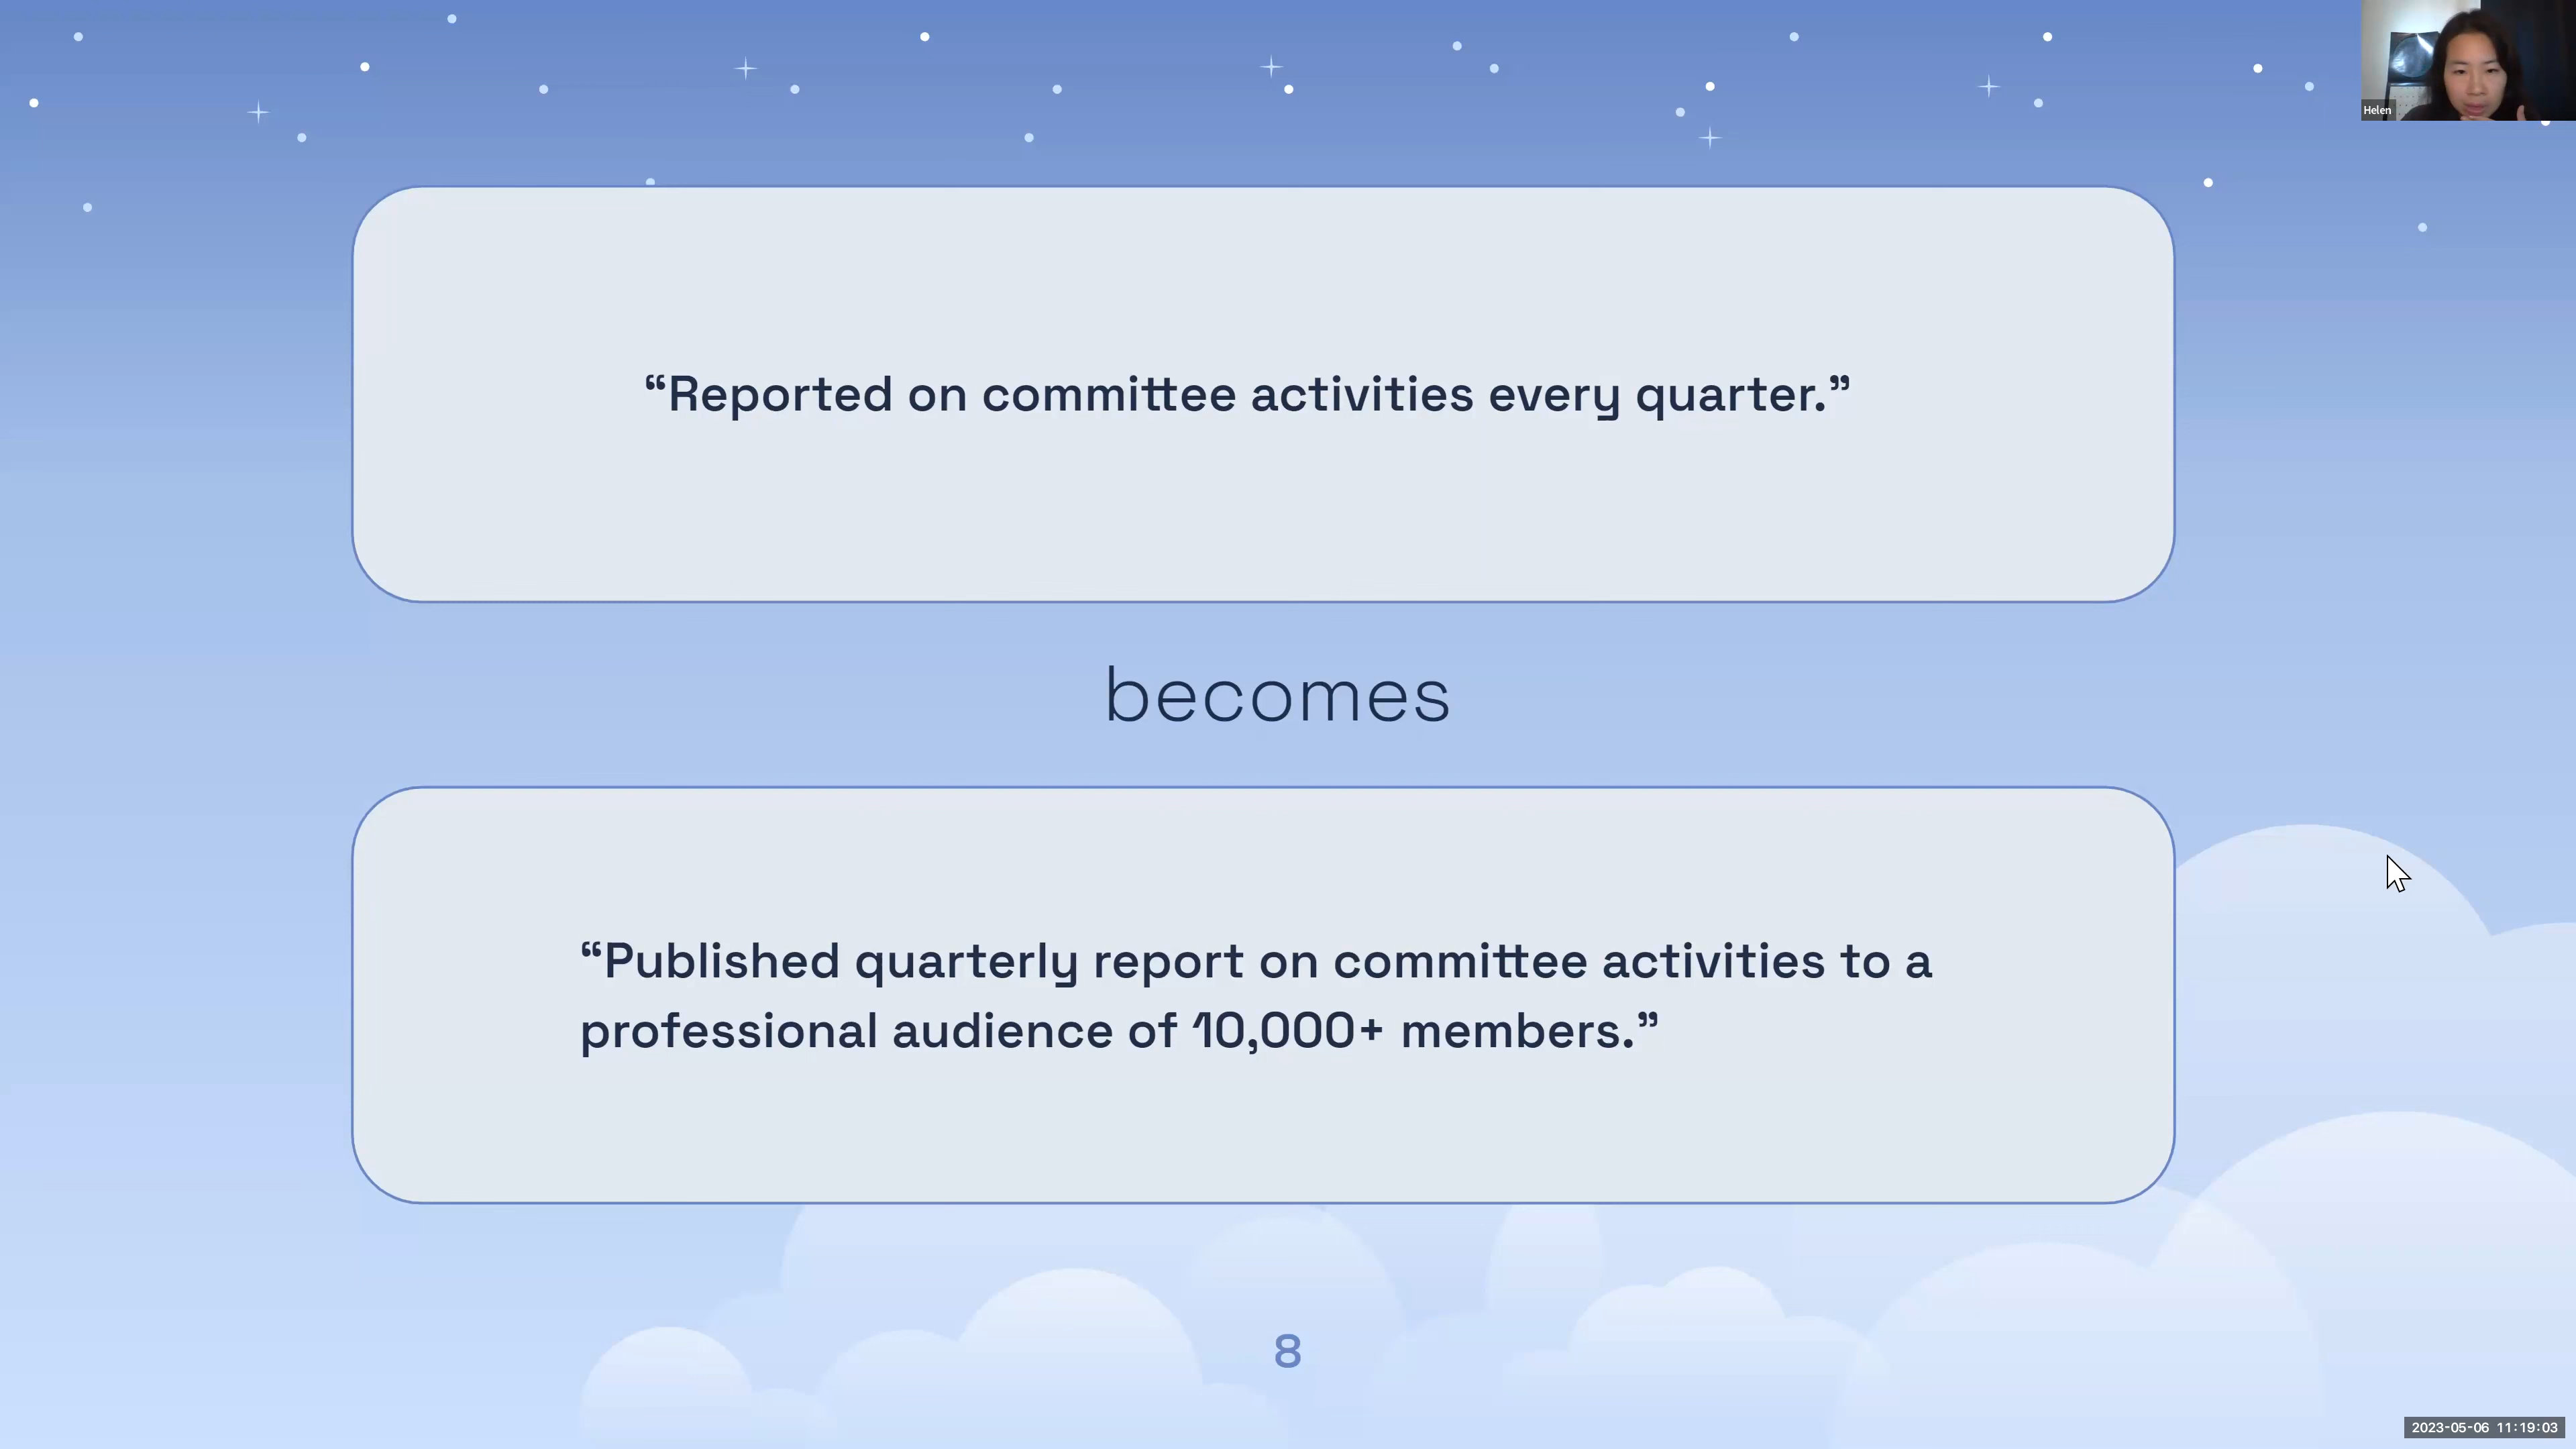 Helen
“Reported on committee activities every quarter.”
becomes
“Published quarterly report on committee activities to a
professional audience of 10,000+ members.”
8
2023-05-06 11:19:03